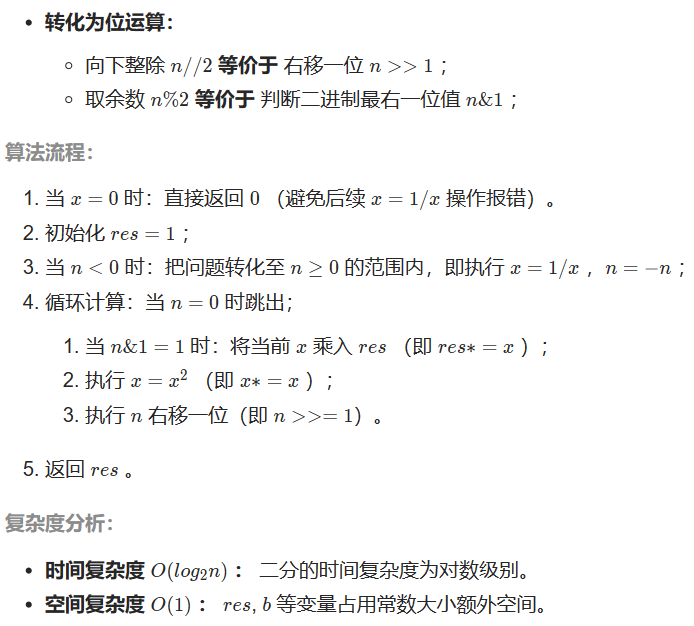 • 转化为位运算：
◦ 向下整除 n//2 等价于 右移一位 n >> 1 ；
◦ 取余数 n%2 等价于 判断二进制最右一位值 n&1 ；
算法流程：
1. 当 x = 0 时：直接返回 0 （避免后续 x = 1/x 操作报错）。
2. 初始化 res = 1 ；
3. 当 n < 0 时：把问题转化至 n ≥ 0 的范围内，即执行 x = 1/x ，n = −n ；
4. 循环计算：当 n = 0 时跳出；
1. 当 n&1 = 1 时：将当前 x 乘入 res （即 res∗ = x ）；
2. 执行 x = x² （即 x∗ = x ）；
3. 执行 n 右移一位（即 n >>= 1）。
5. 返回 res 。
复杂度分析：
• 时间复杂度 O(log₂n) ： 二分的时间复杂度为对数级别。
• 空间复杂度 O(1) ： res, b 等变量占用常数大小额外空间。